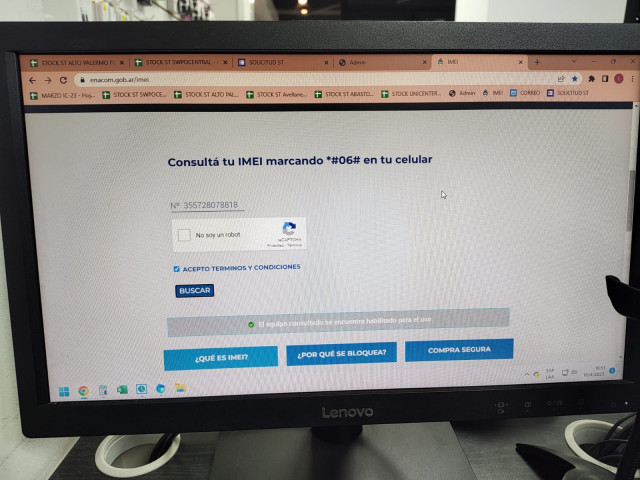 STOCK ST ALTO PALERMO
STOCK ST SWPOCENTRAL
SOLICITUD ST
Admin
IMEI
enacom.gob.ar/imei
MARZO IC-23 - Hoj...
STOCK ST SWPOCE...
STOCK ST ALTO PAL...
STOCK ST Avellane...
STOCK ST ABASTO...
STOCK UNICENTER...
Admin
IMEI
CORREO
SOLICITUD ST
Consultá tu IMEI marcando *#06# en tu celular
Nº 355728078818
No soy un robot
reCAPTCHA
Privacidad - Términos
ACEPTO TERMINOS Y CONDICIONES
BUSCAR
El equipo consultado se encuentra habilitado para el uso.
¿QUÉ ES IMEI?
¿POR QUÉ SE BLOQUEA?
COMPRA SEGURA
ESP
LAA
Lenovo